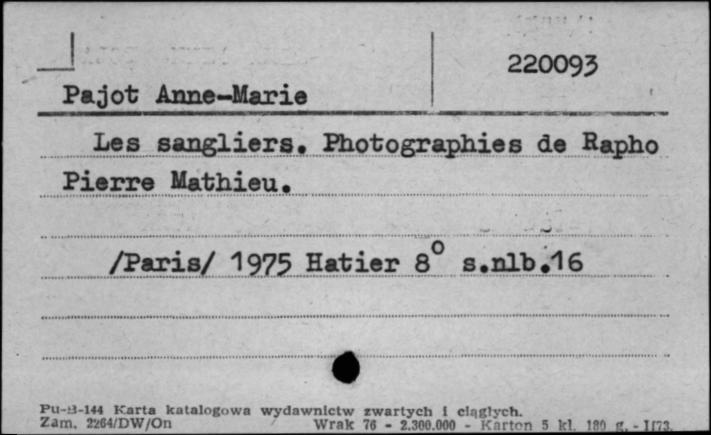 220093
Pajot Anne-Marie
Les sangliers. Photographies de Rapho
Pierre Mathieu.
/Paris/ 1975 Hatier 8° s.nlb.16
Pu-B-144 Karta katalogowa wydawnictw zwartych i ciągłych.
Zam. 2264/DW/On Wrak 76 - 2.300.000 - Karton 5 kl. 180 g. - I/73.